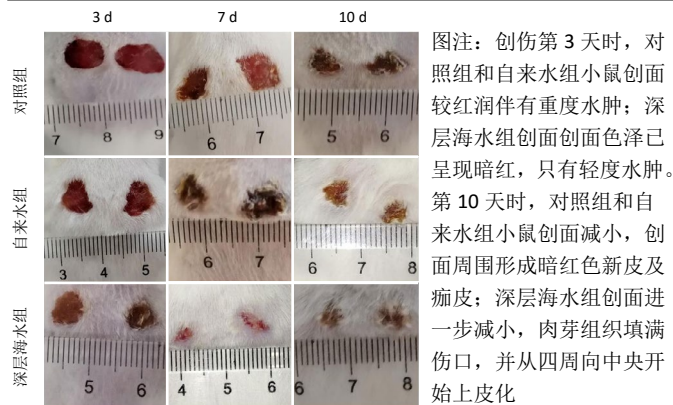 3 d 7 d 10 d
对照组
7 8 9
6 7
5 6
自来水组
3 4 5
6 7
6 7 8
深层海水组
5 6
4 5 6
6 7 8
图注：创伤第 3 天时，对
照组和自来水组小鼠创面
较红润伴有重度水肿；深
层海水组创面创面色泽已
呈现暗红，只有轻度水肿。
第 10 天时，对照组和自
来水组小鼠创面减小，创
面周围形成暗红色新皮及
痂皮；深层海水组创面进
一步减小，肉芽组织填满
伤口，并从四周向中央开
始上皮化